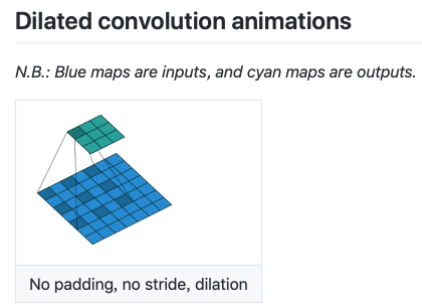 Dilated convolution animations
N.B.: Blue maps are inputs, and cyan maps are outputs.
No padding, no stride, dilation